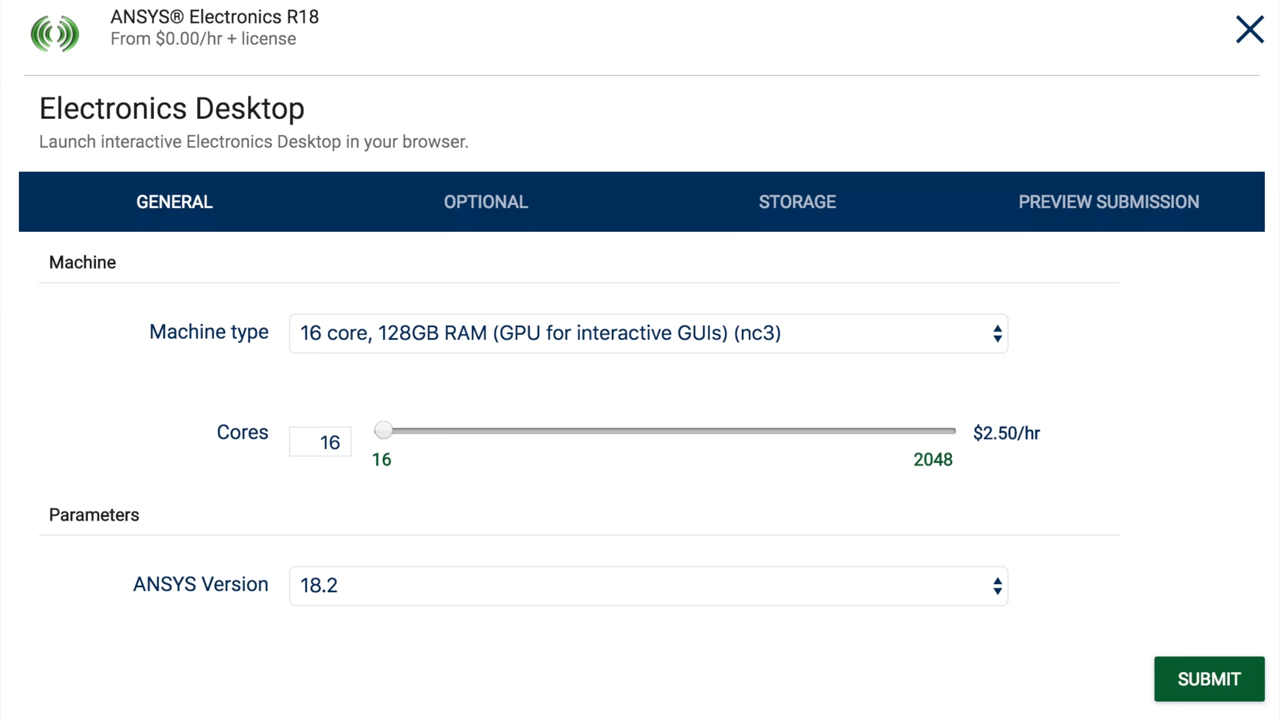 ANSYS® Electronics R18
From $0.00/hr + license
Electronics Desktop
Launch interactive Electronics Desktop in your browser.
GENERAL OPTIONAL STORAGE PREVIEW SUBMISSION
Machine
Machine type 16 core, 128GB RAM (GPU for interactive GUIs) (nc3)
Cores 16 $2.50/hr
16 2048
Parameters
ANSYS Version 18.2
SUBMIT